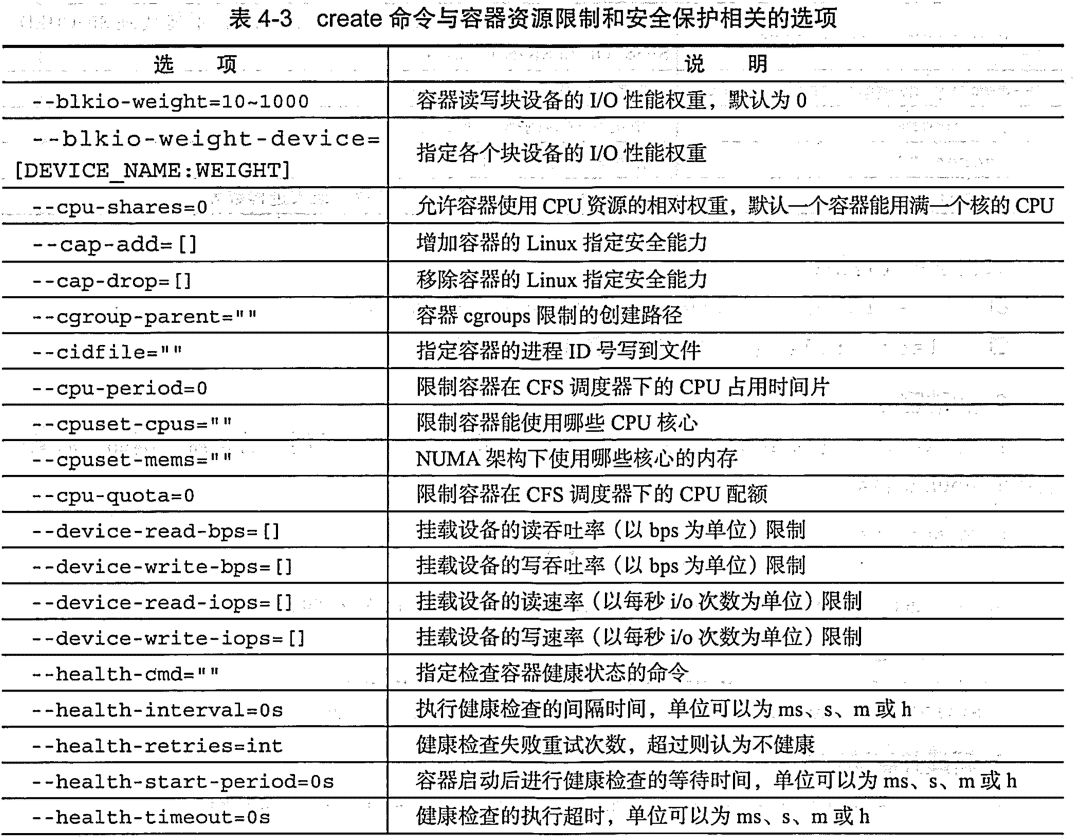 表 4-3 create 命令与容器资源限制和安全保护相关的选项
选 项 说 明
--blkio-weight=10~1000 容器读写块设备的 I/O 性能权重，默认为 0
--blkio-weight-device=
[DEVICE_NAME:WEIGHT] 指定各个块设备的 I/O 性能权重
--cpu-shares=0 允许容器使用 CPU 资源的相对权重，默认一个容器能用满一个核的 CPU
--cap-add=[] 增加容器的 Linux 指定安全能力
--cap-drop=[] 移除容器的 Linux 指定安全能力
--cgroup-parent="" 容器 cgroups 限制的创建路径
--cidfile="" 指定容器的进程 ID 号写到文件
--cpu-period=0 限制容器在 CFS 调度器下的 CPU 占用时间片
--cpuset-cpus="" 限制容器能使用哪些 CPU 核心
--cpuset-mems="" NUMA 架构下使用哪些核心的内存
--cpu-quota=0 限制容器在 CFS 调度器下的 CPU 配额
--device-read-bps=[] 挂载设备的读吞吐率（以 bps 为单位）限制
--device-write-bps=[] 挂载设备的写吞吐率（以 bps 为单位）限制
--device-read-iops=[] 挂载设备的读速率（以每秒 i/o 次数为单位）限制
--device-write-iops=[] 挂载设备的写速率（以每秒 i/o 次数为单位）限制
--health-cmd="" 指定检查容器健康状态的命令
--health-interval=0s 执行健康检查的间隔时间，单位可以为 ms、s、m 或 h
--health-retries=int 健康检查失败重试次数，超过则认为不健康
--health-start-period=0s 容器启动后进行健康检查的等待时间，单位可以为 ms、s、m 或 h
--health-timeout=0s 健康检查的执行超时，单位可以为 ms、s、m 或 h